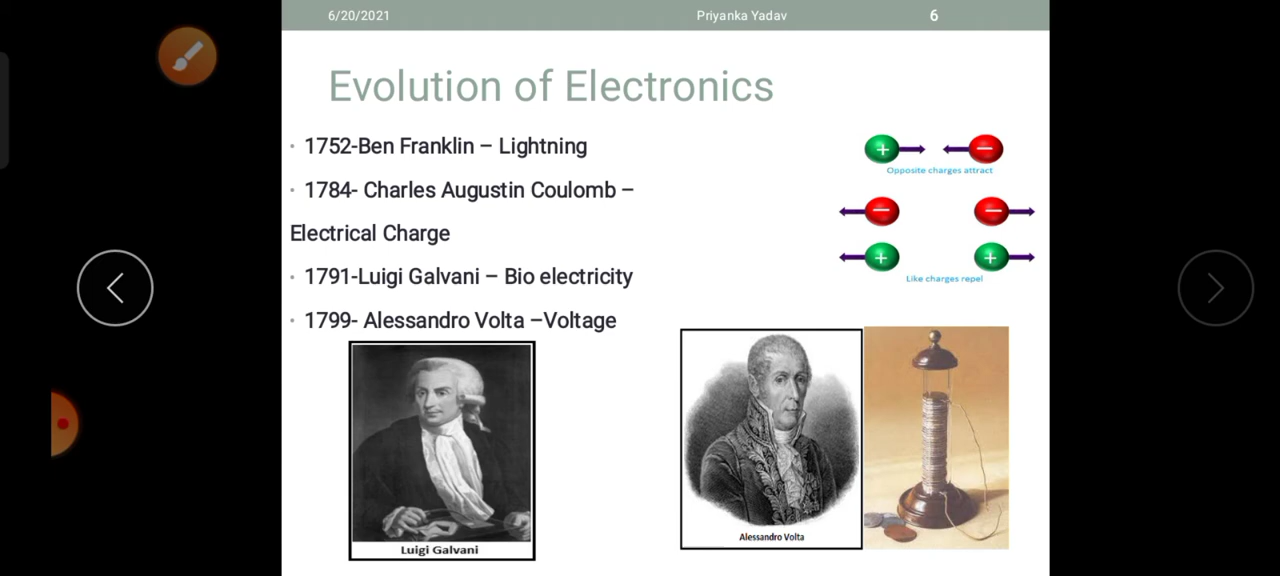 6/20/2021 Priyanka Yadav 6
Evolution of Electronics
• 1752-Ben Franklin – Lightning
• 1784- Charles Augustin Coulomb –
Electrical Charge
• 1791-Luigi Galvani – Bio electricity
• 1799- Alessandro Volta –Voltage
+ −
Opposite charges attract
− −
+ +
Like charges repel
Luigi Galvani
Alessandro Volta